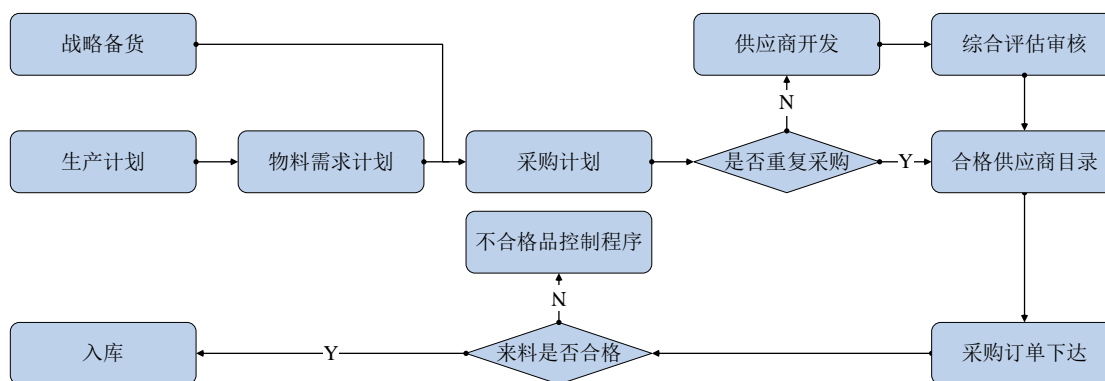 战略备货
供应商开发
综合评估审核
N
生产计划
物料需求计划
采购计划
是否重复采购
Y
合格供应商目录
不合格品控制程序
N
入库
Y
来料是否合格
采购订单下达